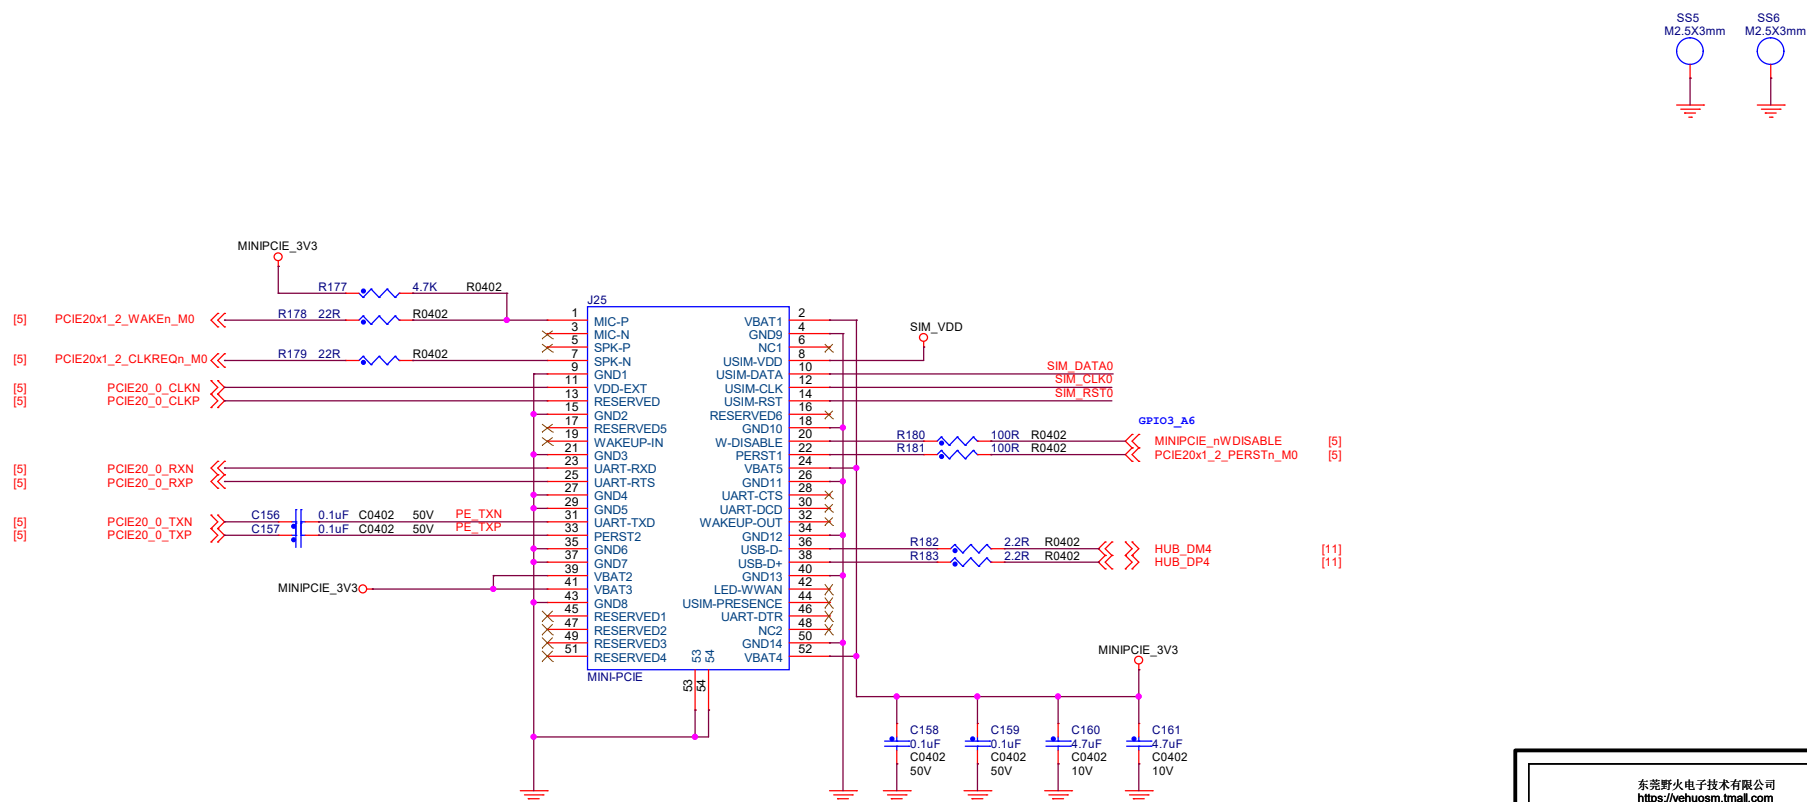 SS5
M2.5X3mm
SS6
M2.5X3mm
MINIPCIE_3V3
R177 4.7K R0402
[5] PCIE20x1_2_WAKEn_M0 R178 22R R0402
[5] PCIE20x1_2_CLKREQn_M0 R179 22R R0402
[5] PCIE20_0_CLKN
[5] PCIE20_0_CLKP
[5] PCIE20_0_RXN
[5] PCIE20_0_RXP
[5] PCIE20_0_TXN C156 0.1uF C0402 50V PE_TXN
[5] PCIE20_0_TXP C157 0.1uF C0402 50V PE_TXP
MINIPCIE_3V3
J25
1 MIC-P VBAT1 2
3 MIC-N GND9 4
5 SPK-P NC1 6
7 SPK-N USIM-VDD 8
9 GND1 USIM-DATA 10
11 VDD-EXT USIM-CLK 12
13 RESERVED USIM-RST 14
15 GND2 RESERVED6 16
17 RESERVED5 GND10 18
19 WAKEUP-IN W-DISABLE 20
21 GND3 PERST1 22
23 UART-RXD VBAT5 24
25 UART-RTS GND11 26
27 GND4 UART-CTS 28
29 GND5 UART-DCD 30
31 UART-TXD WAKEUP-OUT 32
33 PERST2 GND12 34
35 GND6 USB-D- 36
37 GND7 USB-D+ 38
39 VBAT2 GND13 40
41 VBAT3 LED-WWAN 42
43 GND8 USIM-PRESENCE 44
45 RESERVED1 UART-DTR 46
47 RESERVED2 NC2 48
49 RESERVED3 GND14 50
51 RESERVED4 VBAT4 52
53 54
53 54
MINI-PCIE
SIM_VDD
SIM_DATA0
SIM_CLK0
SIM_RST0
GPIO3_A6
R180 100R R0402 MINIPCIE_nWDISABLE [5]
R181 100R R0402 PCIE20x1_2_PERSTn_M0 [5]
R182 2.2R R0402 HUB_DM4 [11]
R183 2.2R R0402 HUB_DP4 [11]
MINIPCIE_3V3
C158
0.1uF
C0402
50V
C159
0.1uF
C0402
50V
C160
4.7uF
C0402
10V
C161
4.7uF
C0402
10V
东莞野火电子技术有限公司
https://yehuosm.tmall.com